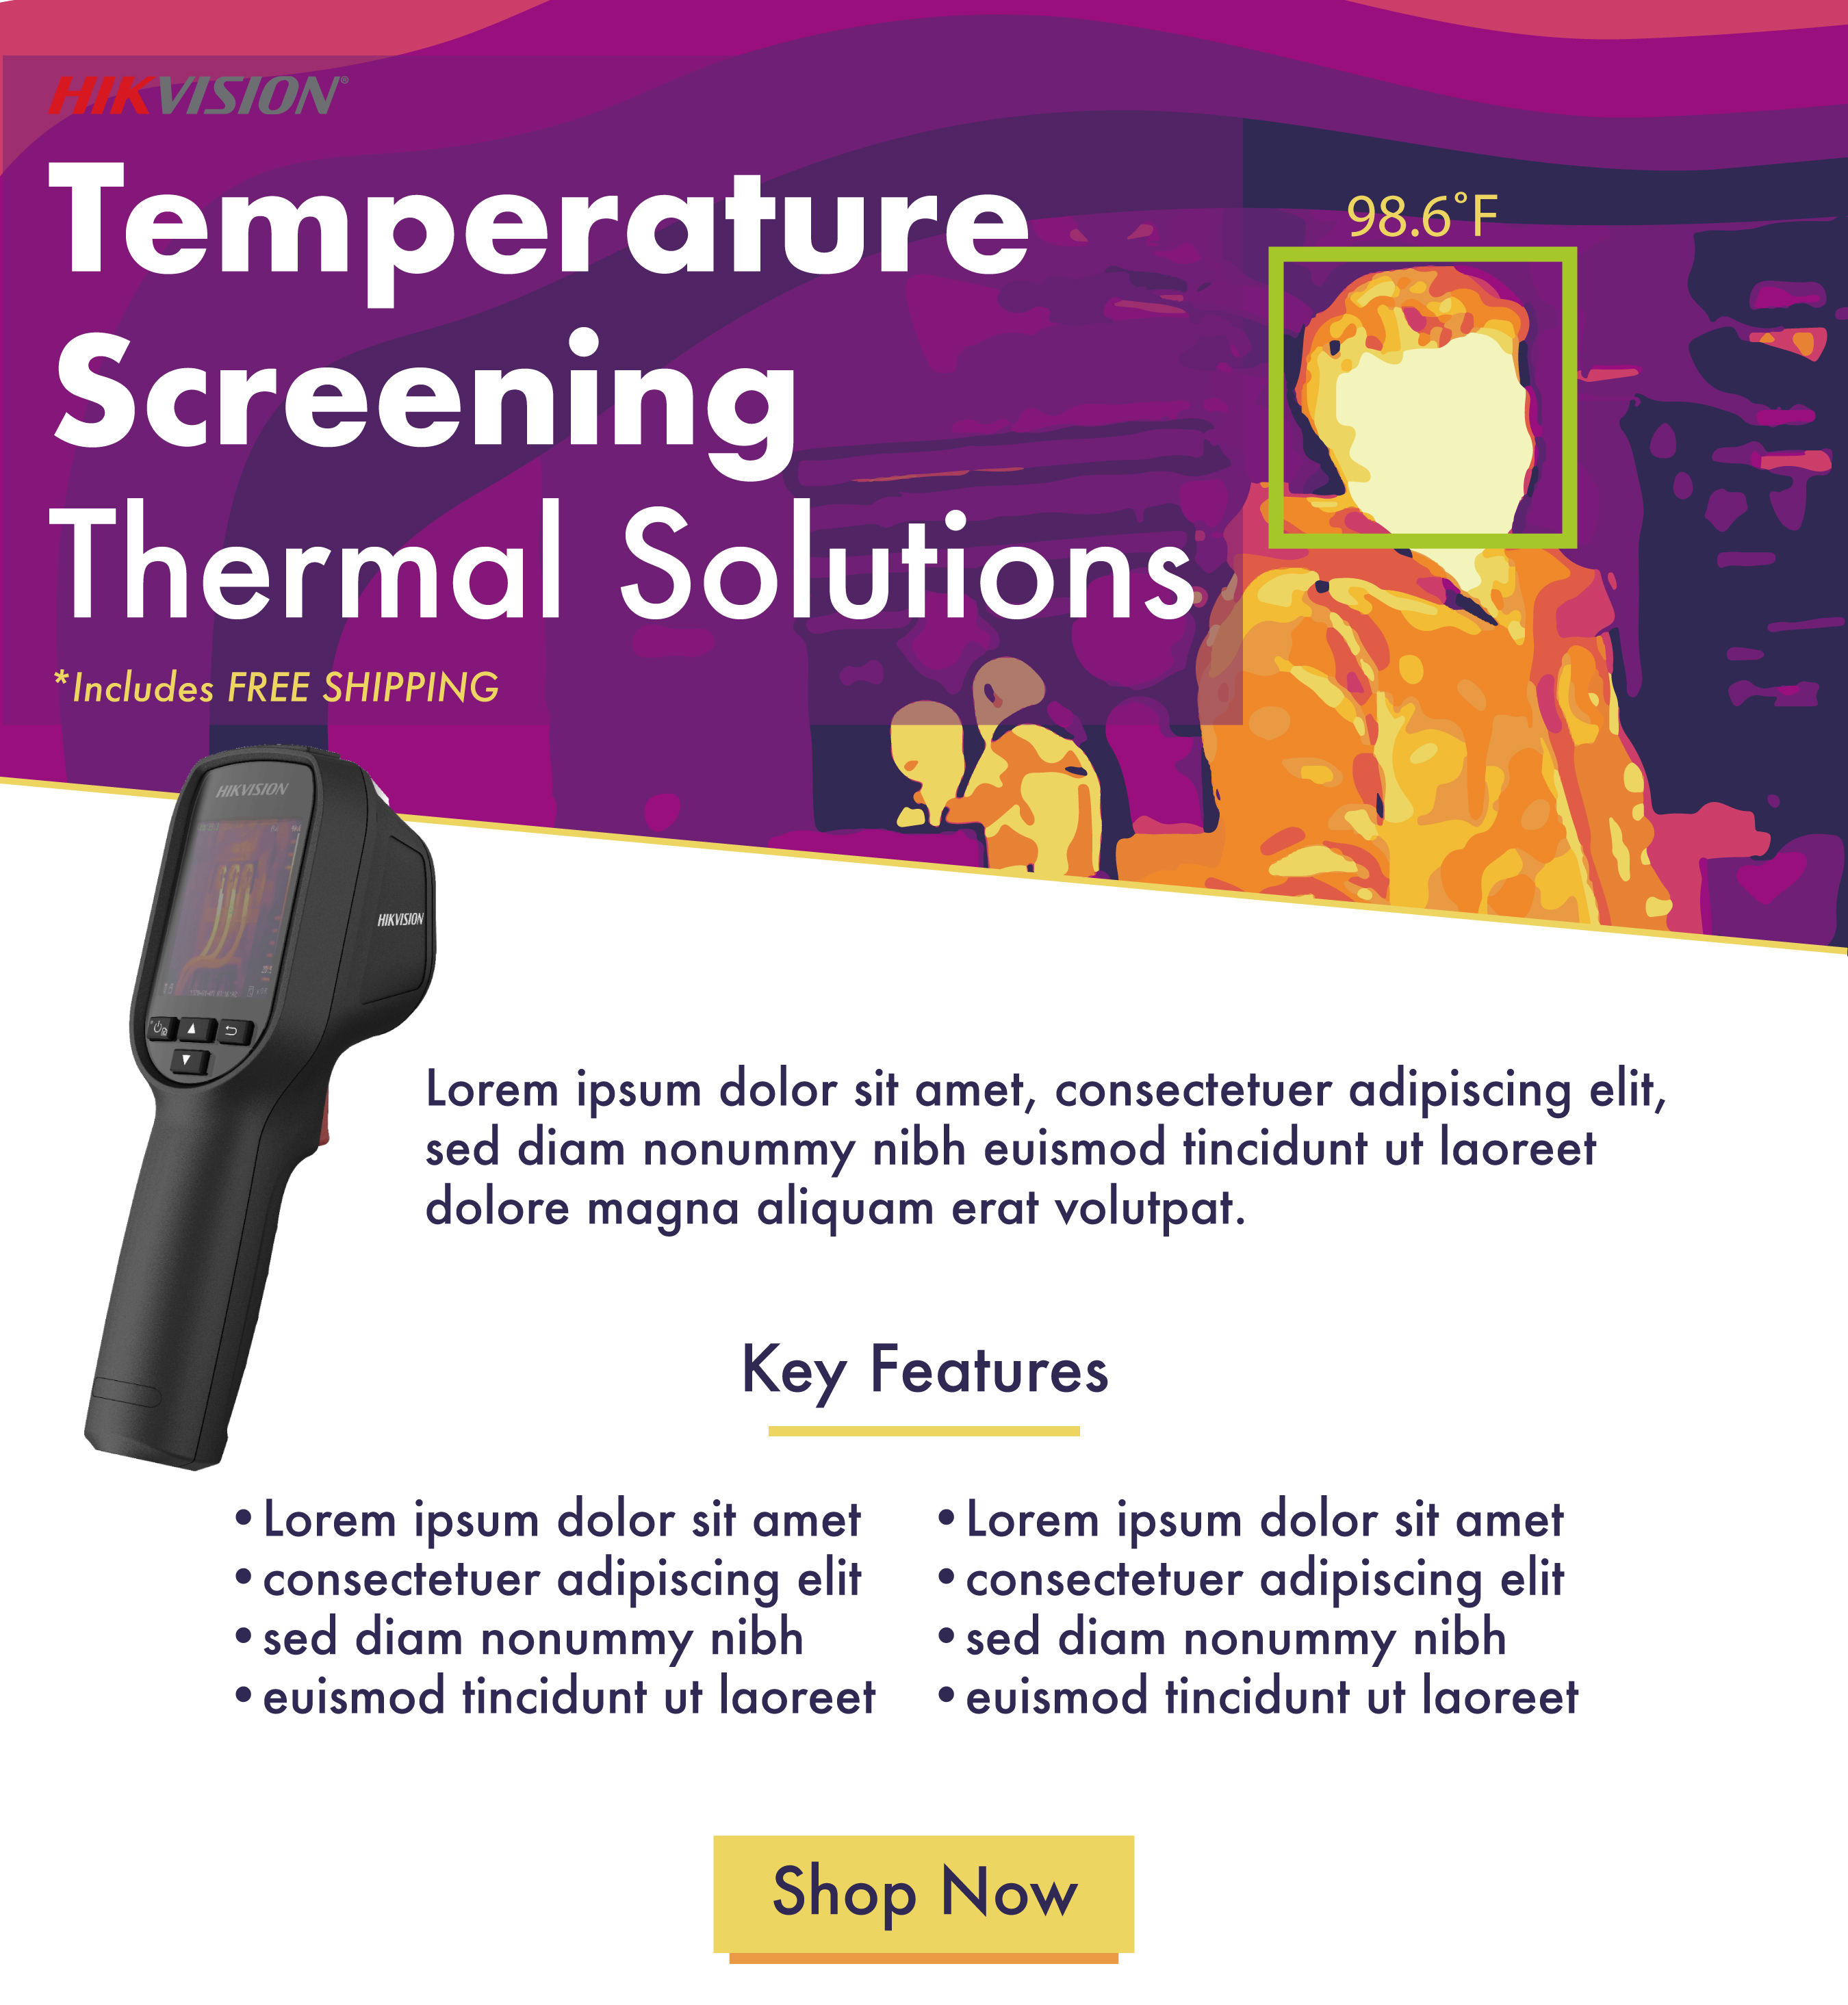 HIKVISION®
Temperature
Screening
Thermal Solutions
*Includes FREE SHIPPING
98.6°F
HIKVISION
HIKVISION
Lorem ipsum dolor sit amet, consectetuer adipiscing elit,
sed diam nonummy nibh euismod tincidunt ut laoreet
dolore magna aliquam erat volutpat.
Key Features
•Lorem ipsum dolor sit amet
•consectetuer adipiscing elit
•sed diam nonummy nibh
•euismod tincidunt ut laoreet
•Lorem ipsum dolor sit amet
•consectetuer adipiscing elit
•sed diam nonummy nibh
•euismod tincidunt ut laoreet
Shop Now